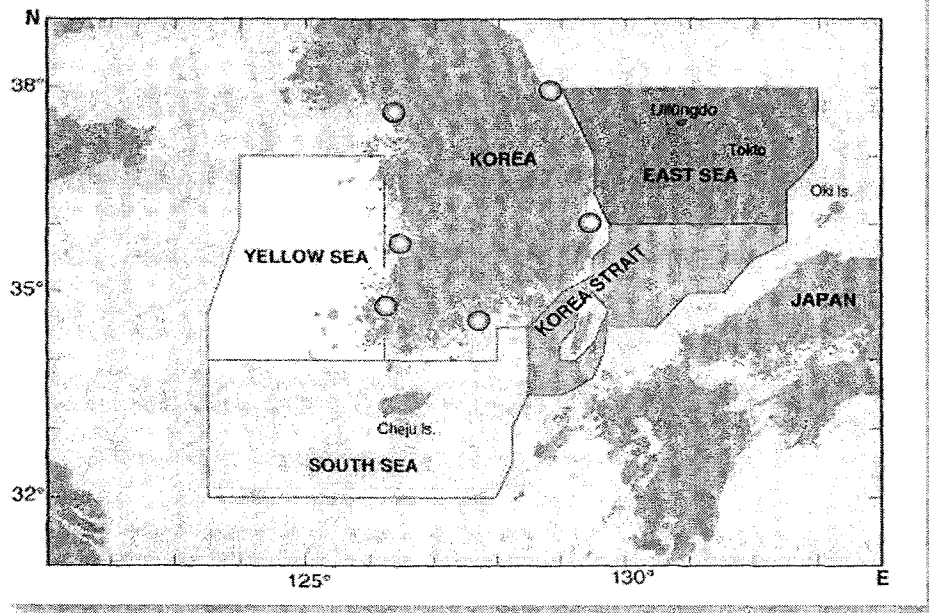 N
38°
Ullŭngdo
Tokto
KOREA
EAST SEA
Oki Is.
YELLOW SEA
KOREA STRAIT
35°
JAPAN
Cheju Is.
SOUTH SEA
32°
125°
130°
E